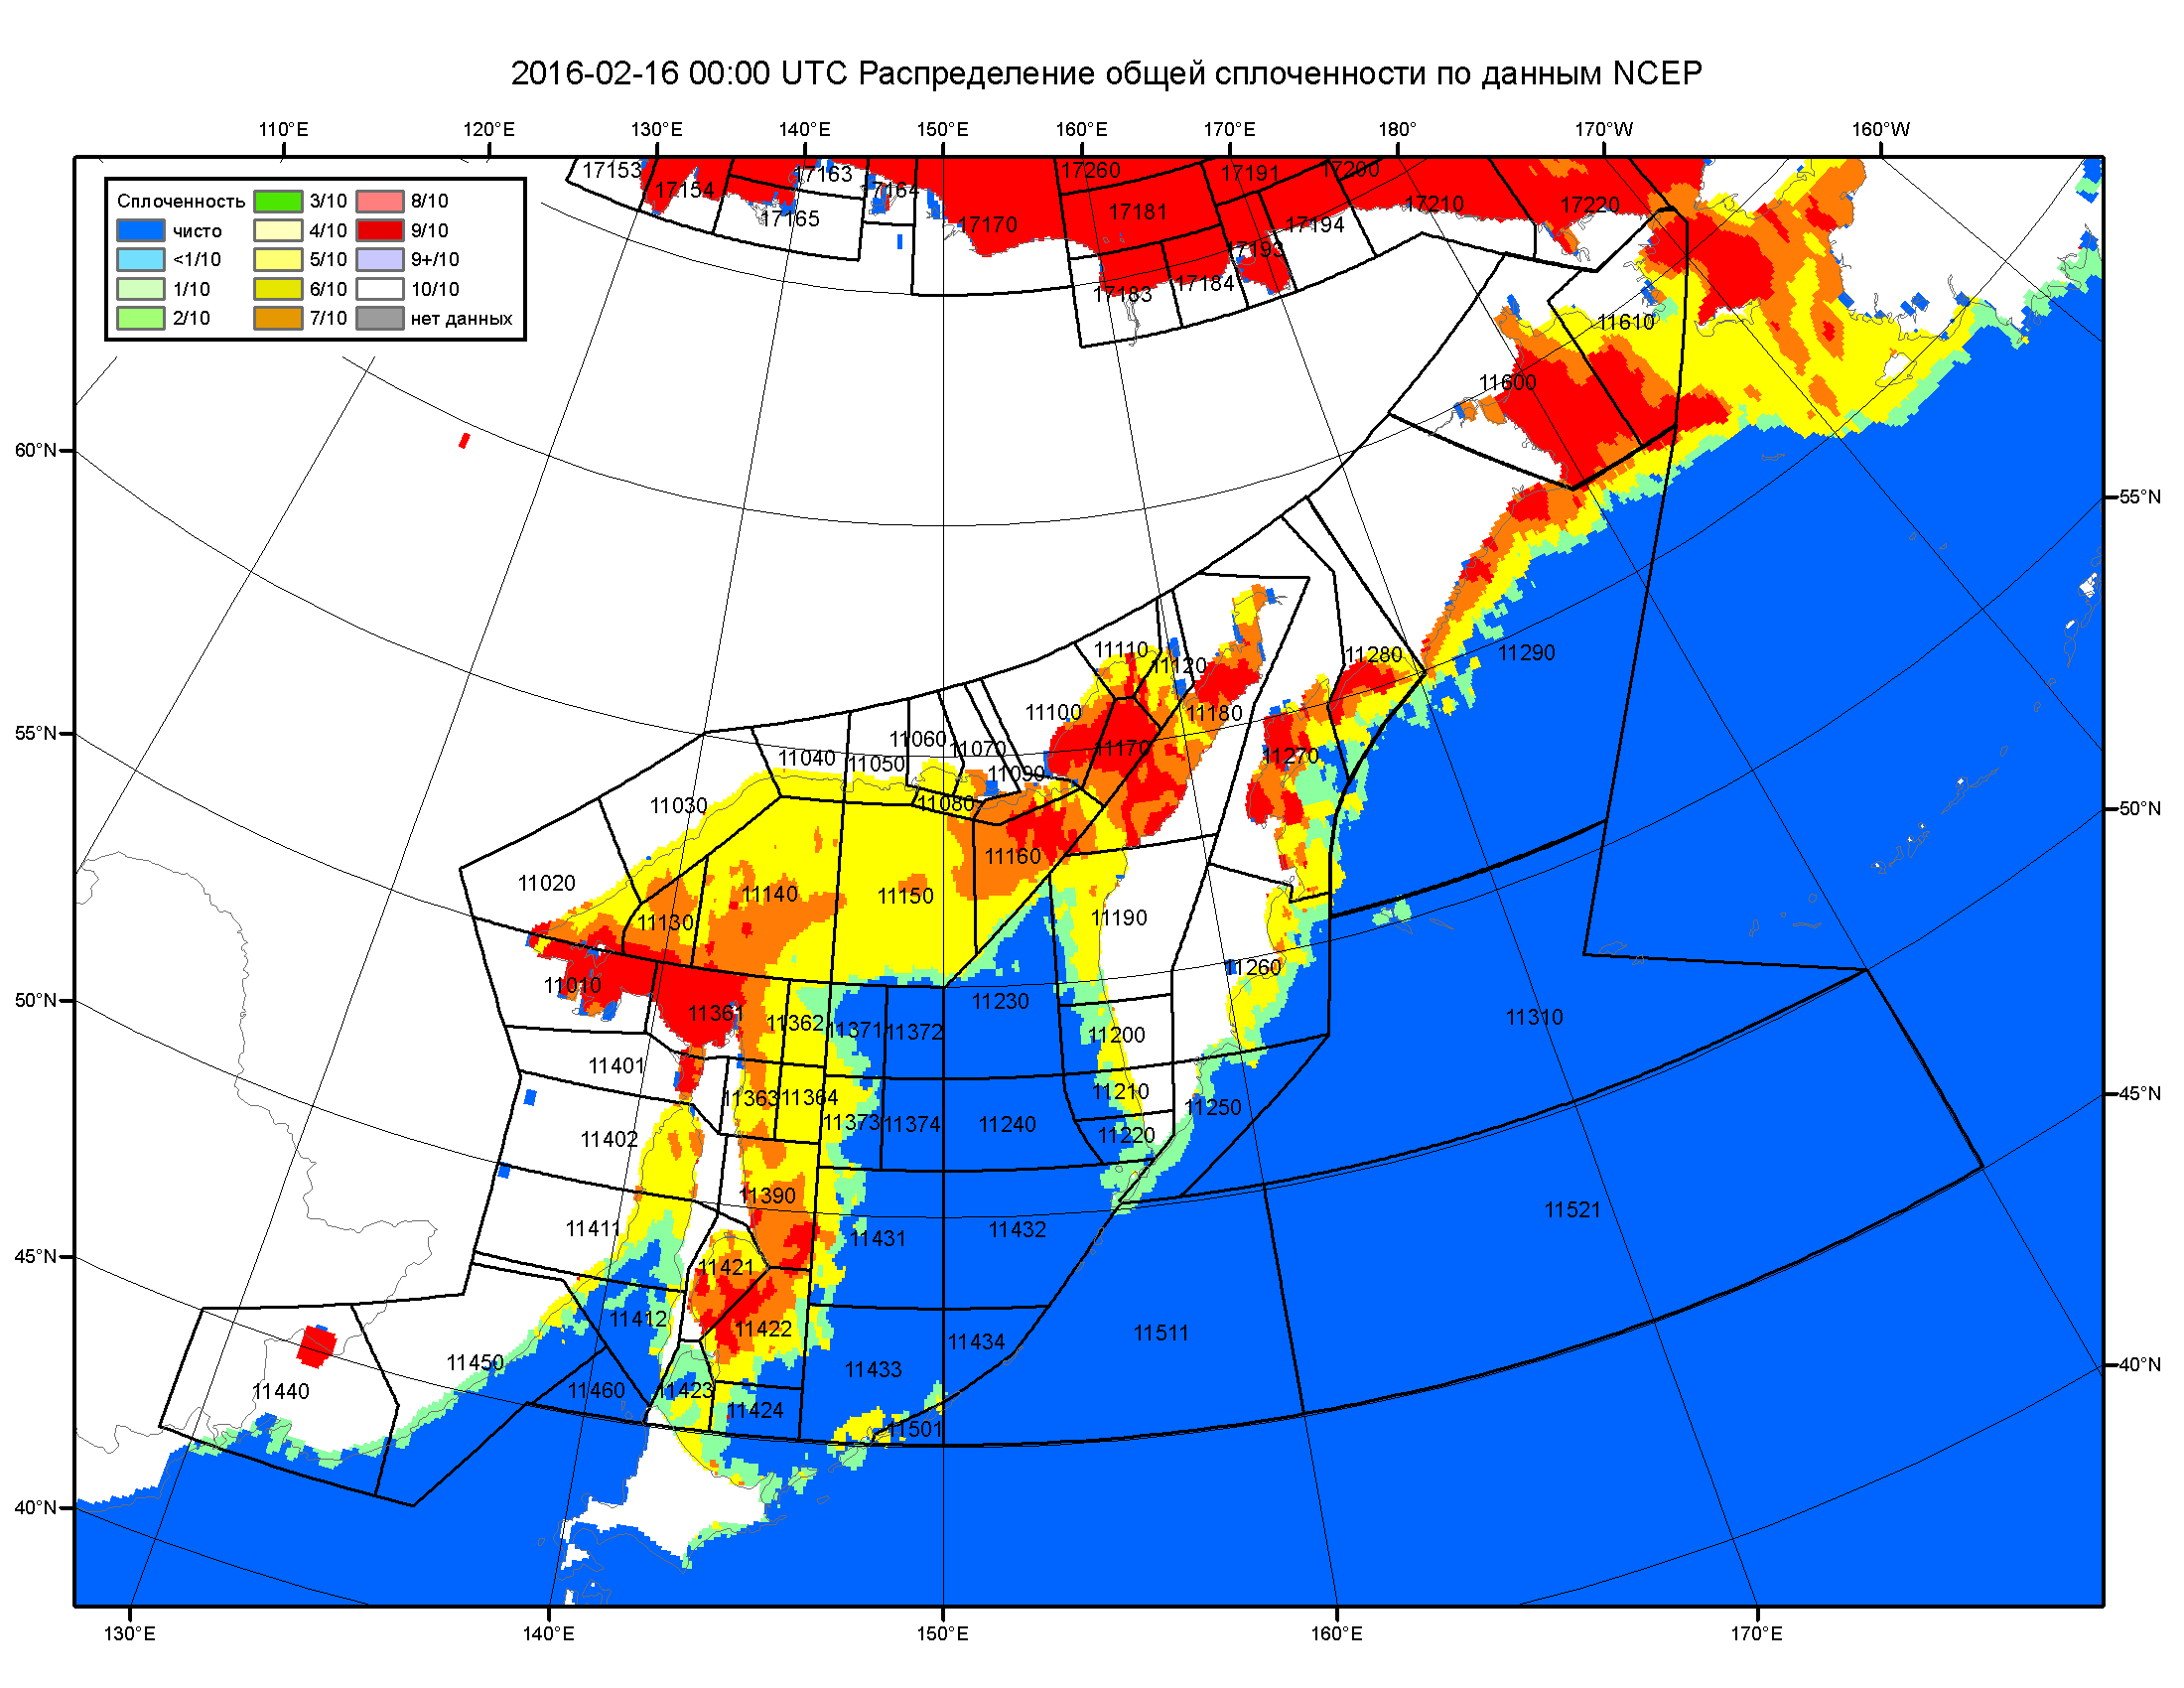 2016-02-16 00:00 UTC Распределение общей сплоченности по данным NCEP
110°E 120°E 130°E 140°E 150°E 160°E 170°E 180° 170°W 160°W
Сплоченность 3/10 8/10
чисто 4/10 9/10
<1/10 5/10 9+/10
1/10 6/10 10/10
2/10 7/10 нет данных
17153 17163 17260 17191 17200
17154 17164 17165 17170 17181 17194 17210 17220
17193
17183 17184
11610
11600
60°N
55°N
11110 11120 11280 11290
11100 11180
55°N 11040 11050 11060 11070 11090 11170 11270
11030 11080
50°N
11020 11160
11130 11140 11150 11190
11260
50°N 11010 11230
11361 11362 11371 11372 11200 11310
11401
11363 11364 11210 11250
45°N
11373 11374 11240
11402 11220
11390
11411 11431 11432 11521
45°N
11421
11412 11422 11434 11511
11450 11433
40°N
11440 11460 11423 11424
11501
40°N
130°E 140°E 150°E 160°E 170°E